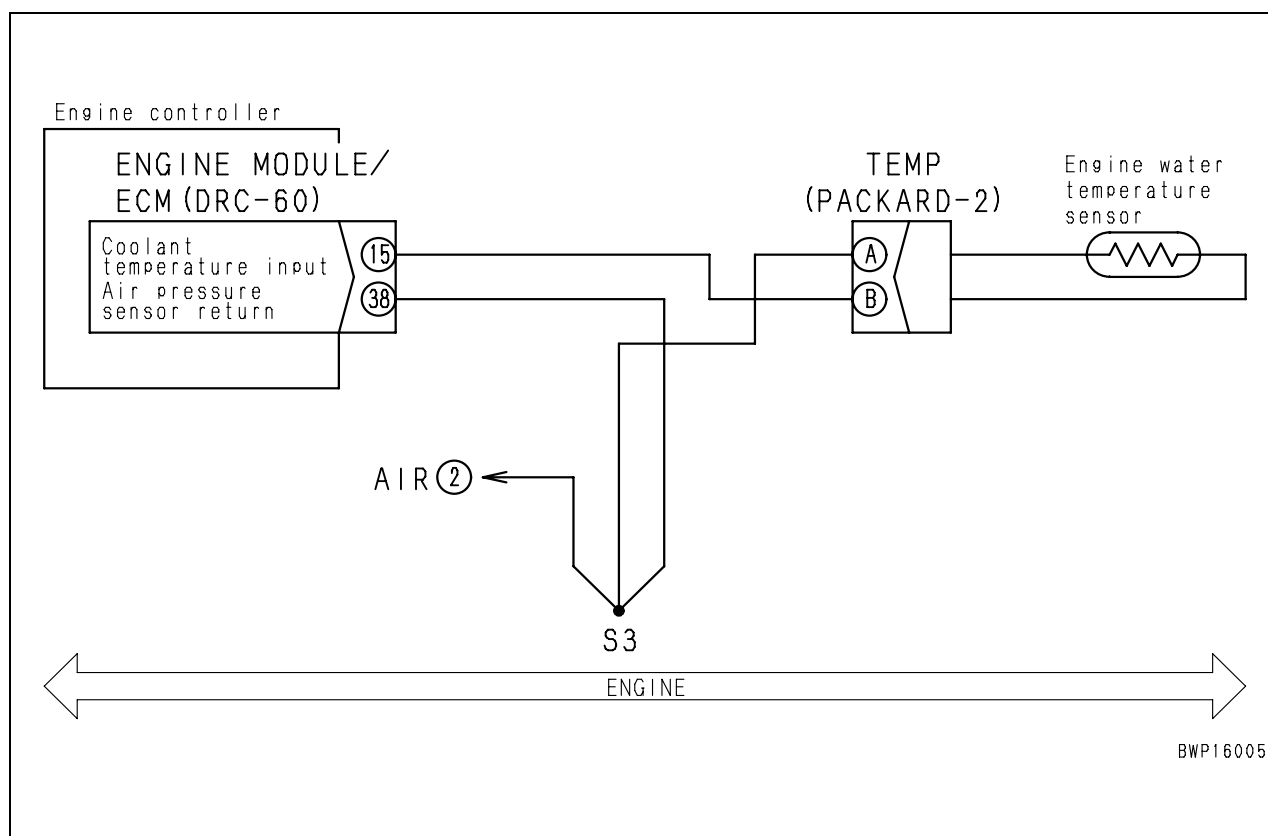 Engine controller
ENGINE MODULE/
ECM(DRC-60)
Coolant
temperature input
Air pressure
sensor return
15
38
TEMP
(PACKARD-2)
A
B
Engine water
temperature
sensor
AIR 2
S3
ENGINE
BWP16005